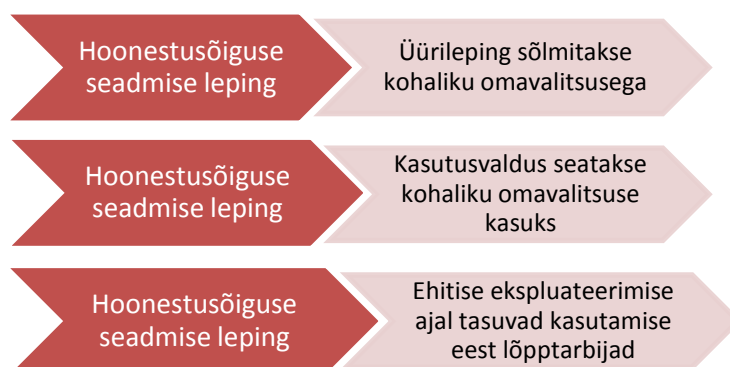 Hoonestusõiguse
seadmise leping
Üürileping sõlmitakse
kohaliku omavalitsusega
Hoonestusõiguse
seadmise leping
Kasutusvaldus seatakse
kohaliku omavalitsuse
kasuks
Hoonestusõiguse
seadmise leping
Ehitise ekspluateerimise
ajal tasuvad kasutamise
eest lõpptarbijad